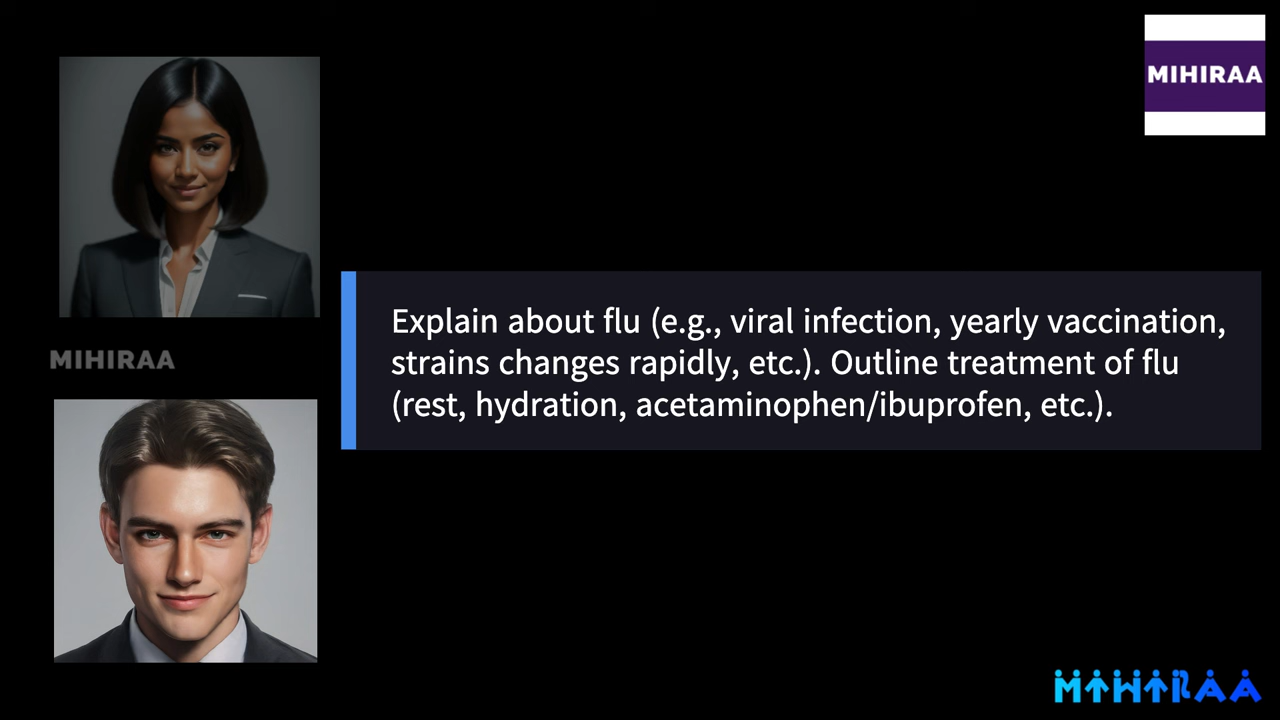 MIHIRAA
MIHIRAA
Explain about flu (e.g., viral infection, yearly vaccination,
strains changes rapidly, etc.). Outline treatment of flu
(rest, hydration, acetaminophen/ibuprofen, etc.).
MIHIRAA